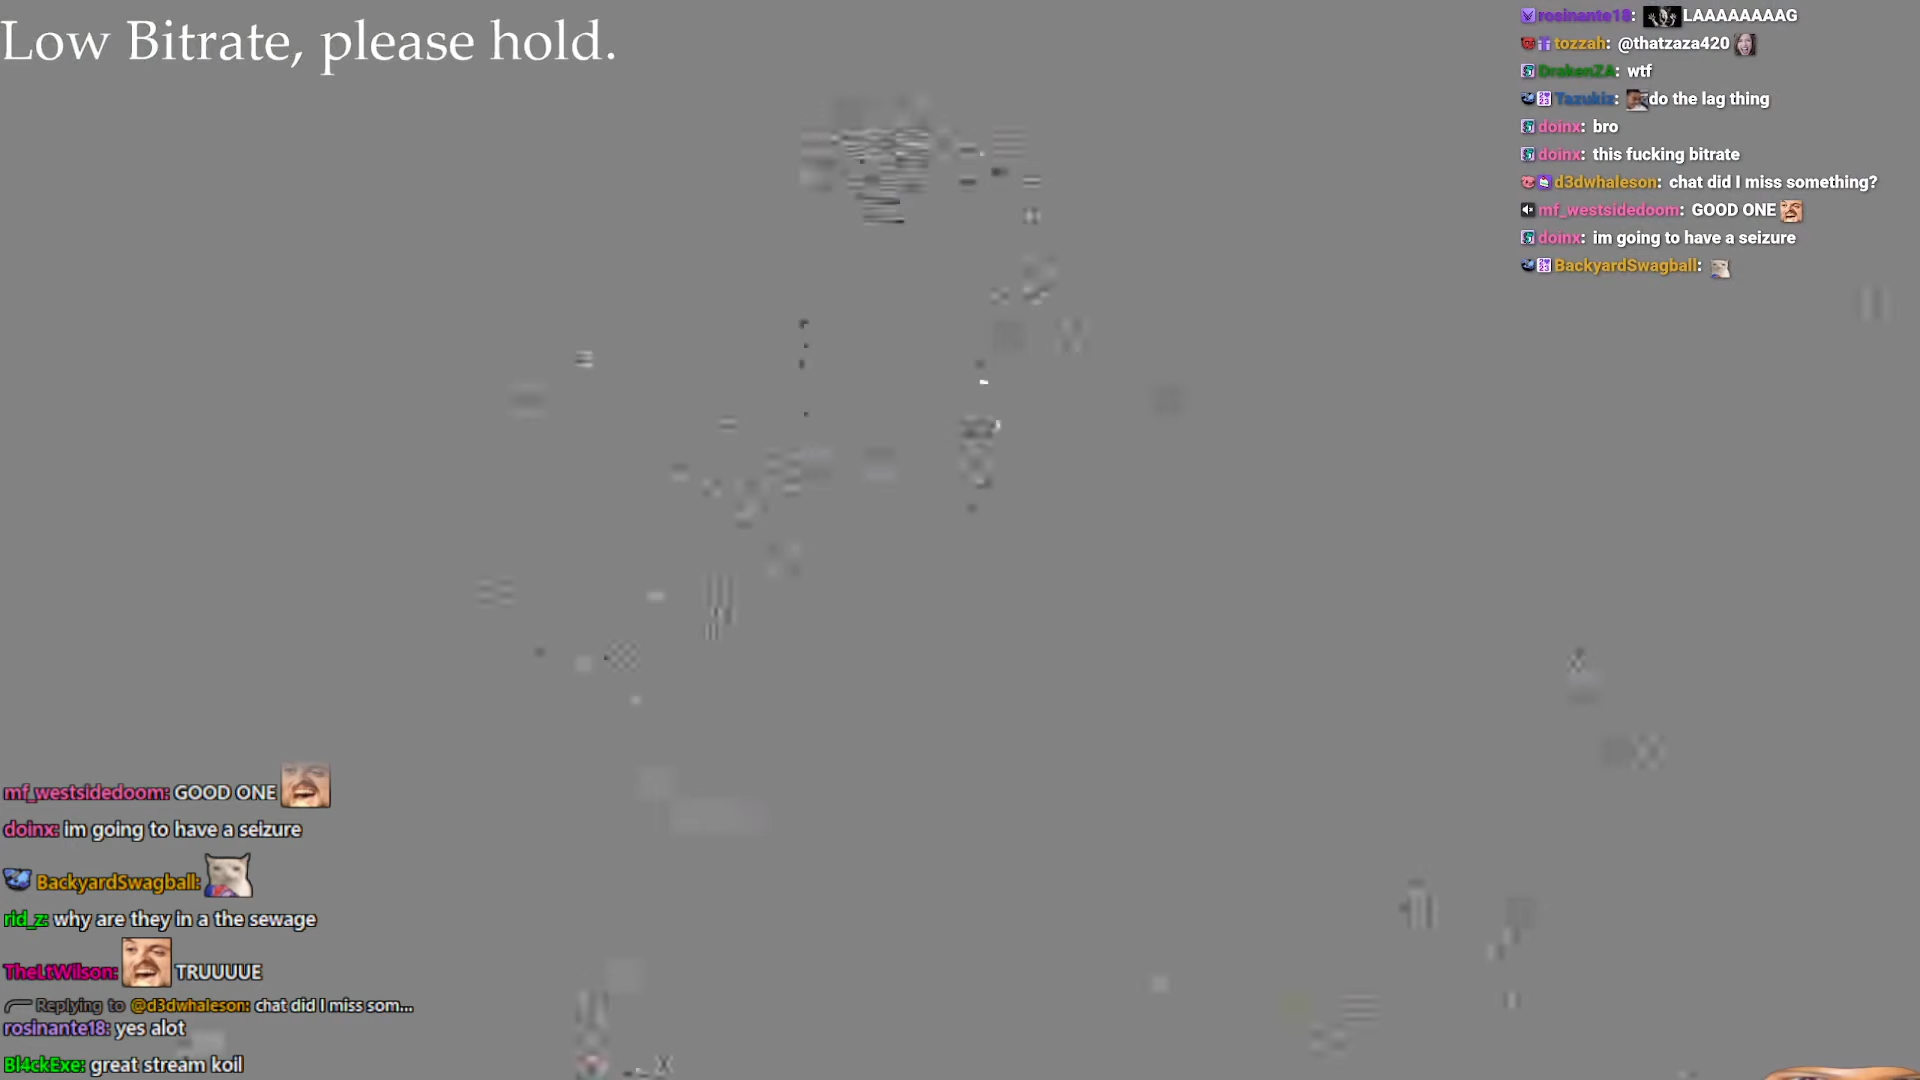 Low Bitrate, please hold.
rosinante18: LAAAAAAAAG
tozzah: @thatzaza420
DrakenZA: wtf
Tazukiz: do the lag thing
doinx: bro
doinx: this fucking bitrate
d3dwhaleson: chat did I miss something?
mf_westsidedoom: GOOD ONE
doinx: im going to have a seizure
BackyardSwagball:
mf_westsidedoom: GOOD ONE
doinx: im going to have a seizure
BackyardSwagball:
rid_z: why are they in a the sewage
TheLtWilson: TRUUUUE
Replying to @d3dwhaleson: chat did I miss som...
rosinante18: yes alot
Bl4ckExe: great stream koil